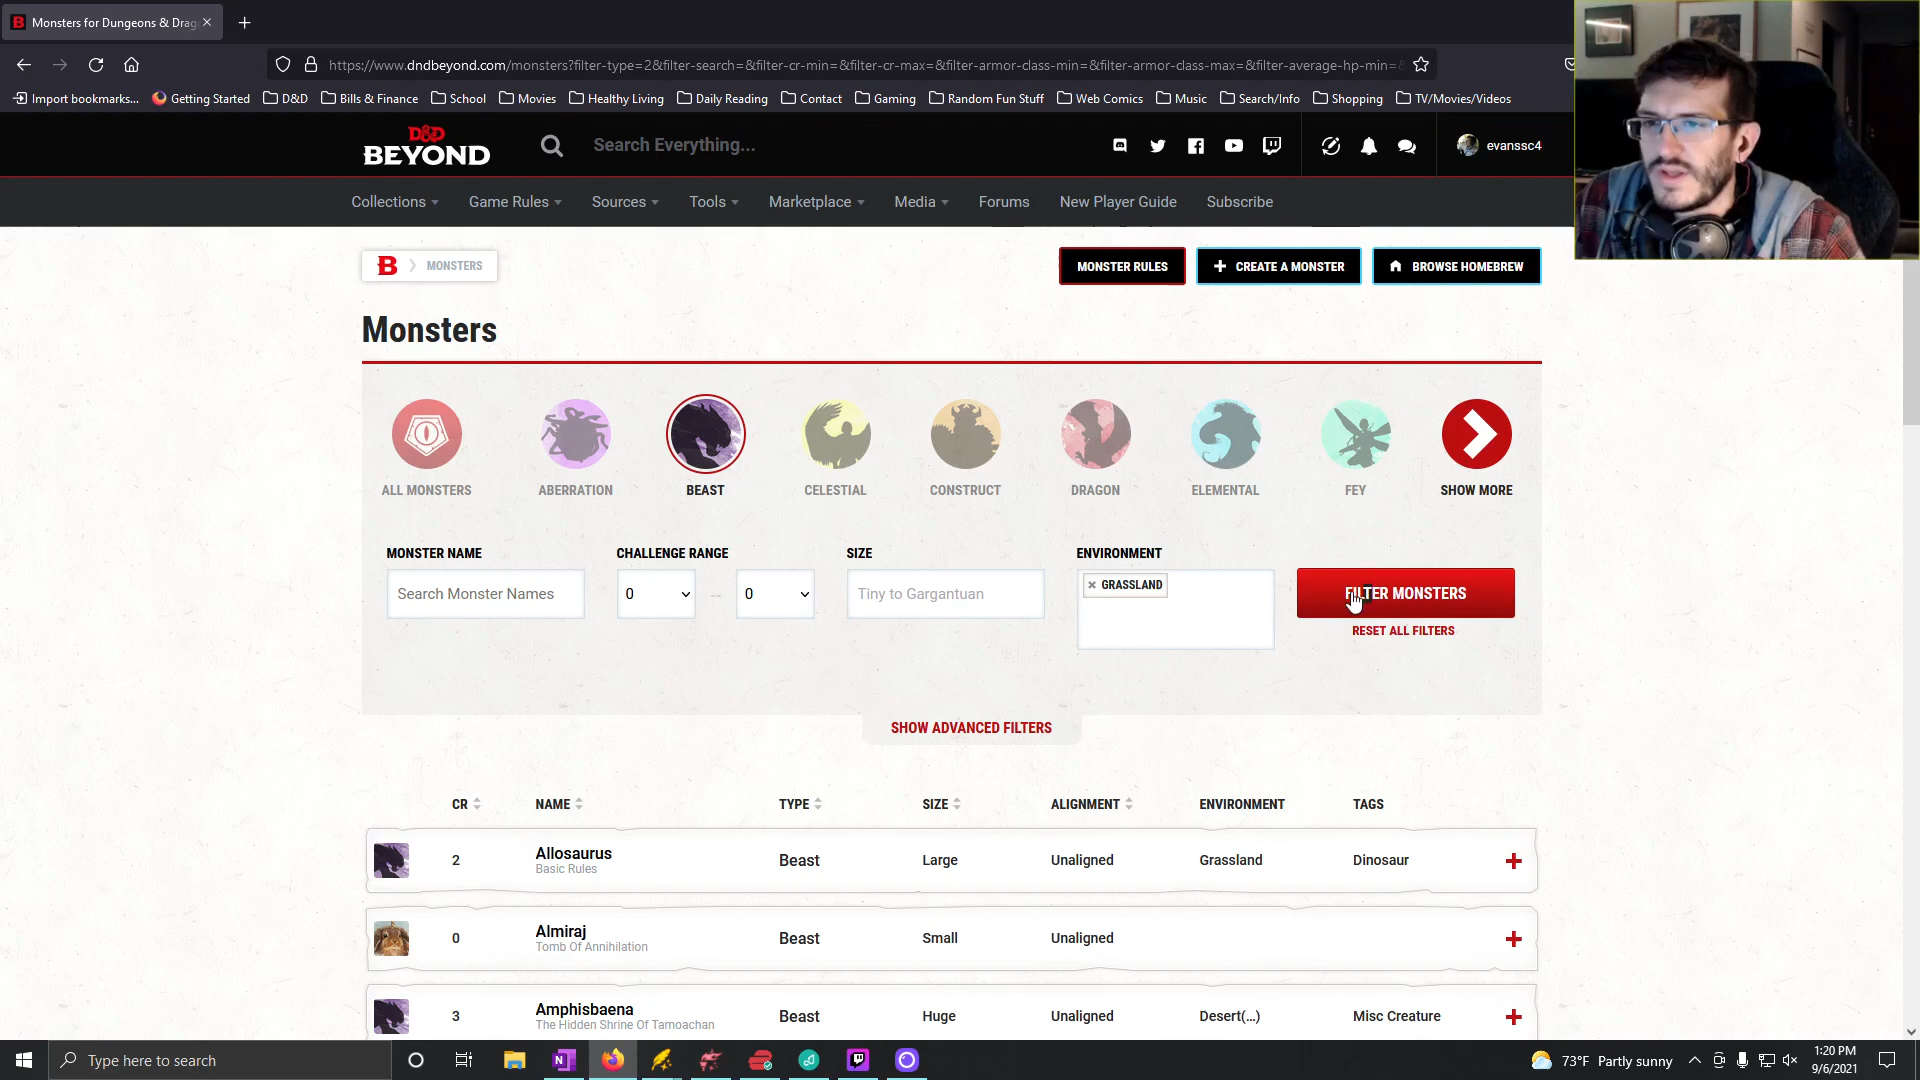 Monsters for Dungeons & Drag
https://www.dndbeyond.com/monsters?filter-type=2&filter-search=&filter-cr-min=&filter-cr-max=&filter-armor-class-min=&filter-armor-class-max=&filter-average-hp-min=&
Import bookmarks... Getting Started D&D Bills & Finance School Movies Healthy Living Daily Reading Contact Gaming Random Fun Stuff Web Comics Music Search/Info Shopping TV/Movies/Videos
D&D
BEYOND
Search Everything...
evanssc4
Collections Game Rules Sources Tools Marketplace Media Forums New Player Guide Subscribe
B MONSTERS
MONSTER RULES CREATE A MONSTER BROWSE HOMEBREW
Monsters
ALL MONSTERS ABERRATION BEAST CELESTIAL CONSTRUCT DRAGON ELEMENTAL FEY SHOW MORE
MONSTER NAME CHALLENGE RANGE SIZE ENVIRONMENT
Search Monster Names 0 -- 0 Tiny to Gargantuan × GRASSLAND FILTER MONSTERS
RESET ALL FILTERS
SHOW ADVANCED FILTERS
CR NAME TYPE SIZE ALIGNMENT ENVIRONMENT TAGS
2 Allosaurus Beast Large Unaligned Grassland Dinosaur
Basic Rules
0 Almiraj Beast Small Unaligned
Tomb Of Annihilation
3 Amphisbaena Beast Huge Unaligned Desert(...) Misc Creature
The Hidden Shrine Of Tamoachan
Type here to search
73°F Partly sunny
1:20 PM
9/6/2021